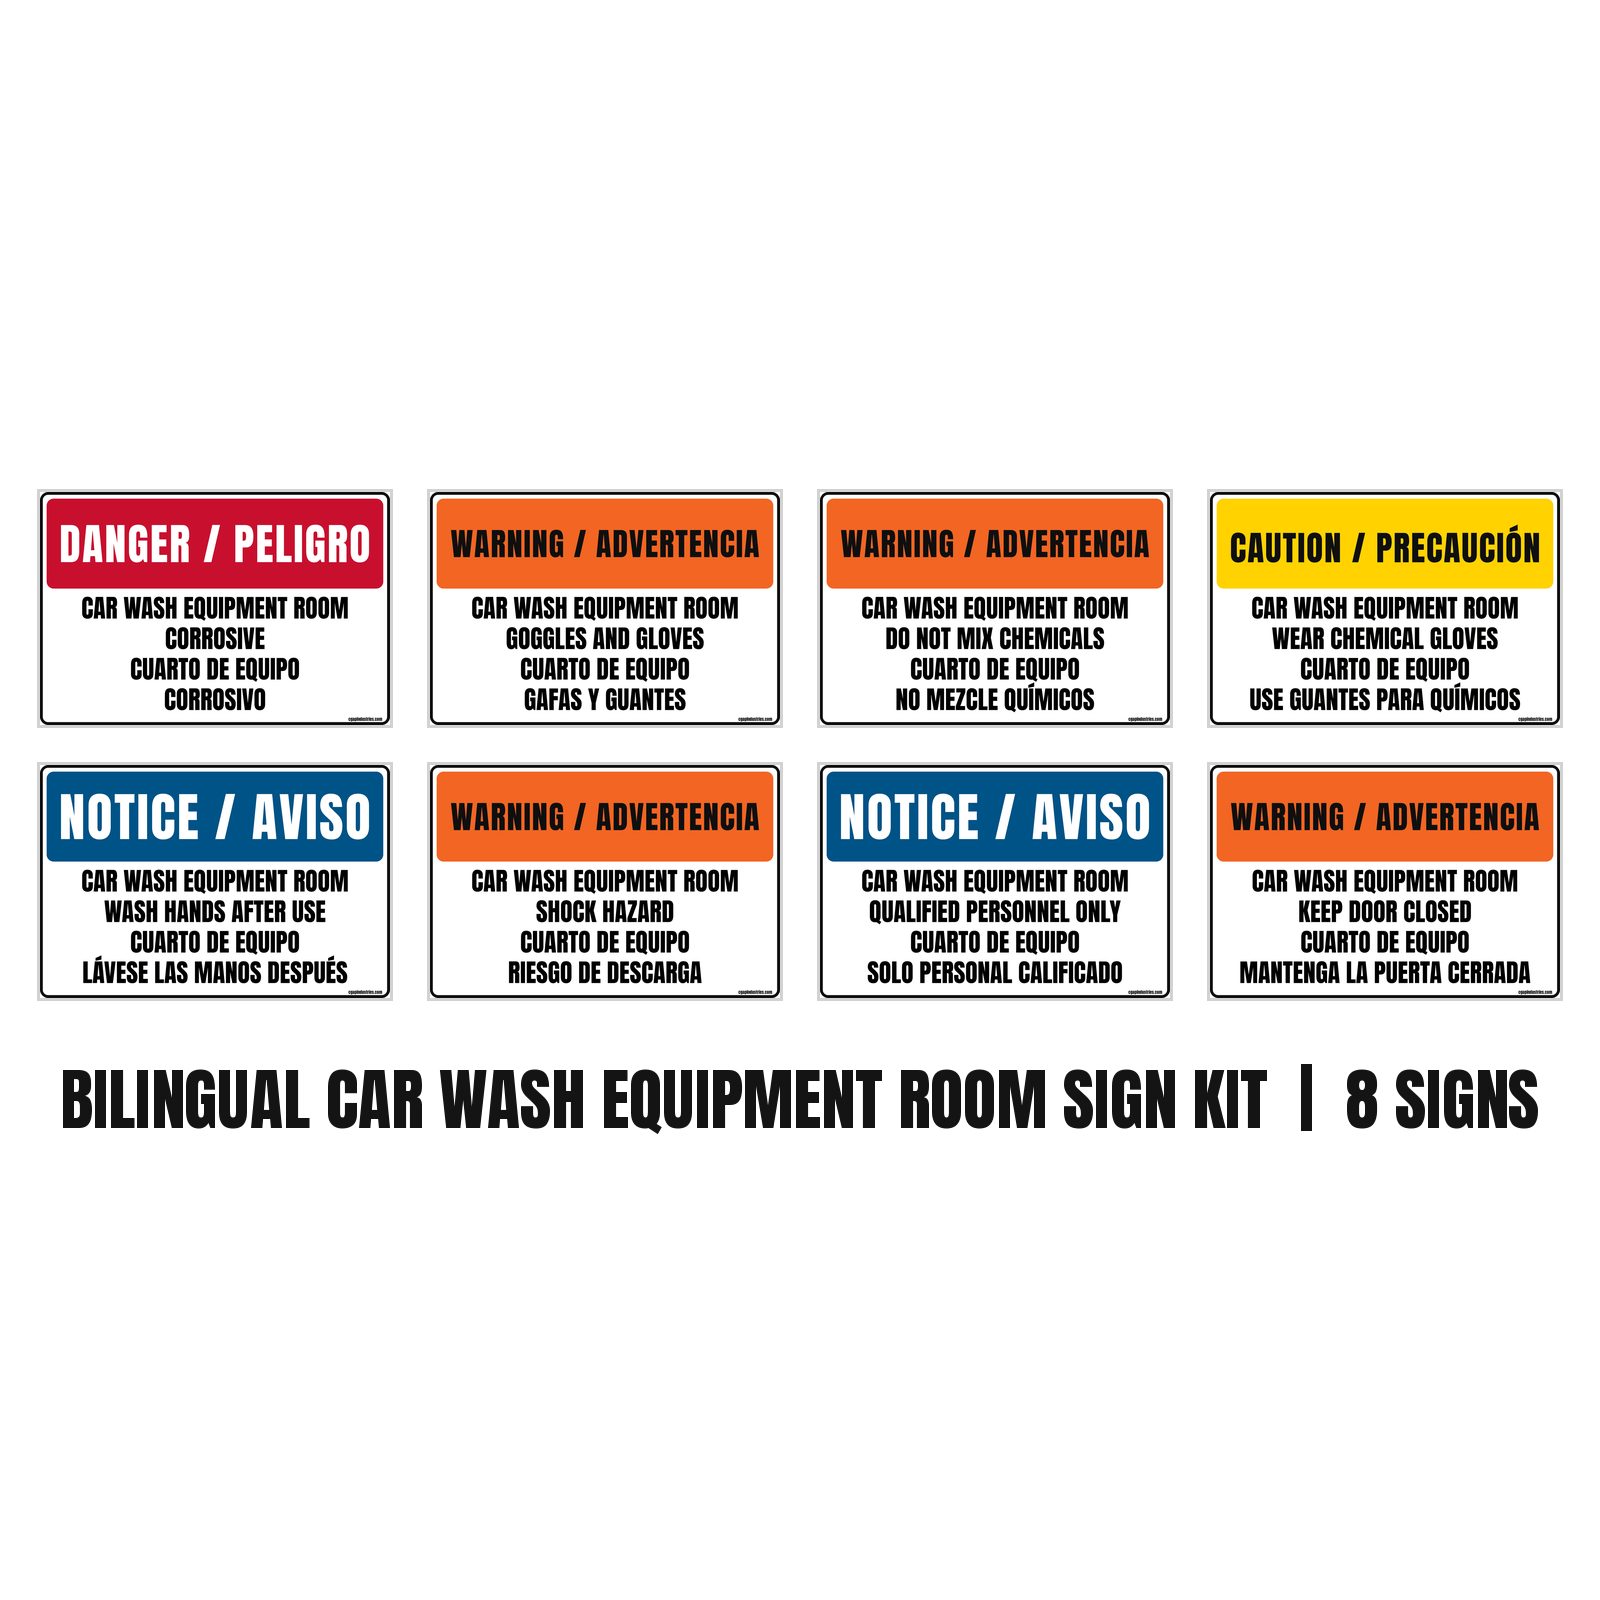 DANGER / PELIGRO
CAR WASH EQUIPMENT ROOM
CORROSIVE
CUARTO DE EQUIPO
CORROSIVO
WARNING / ADVERTENCIA
CAR WASH EQUIPMENT ROOM
GOGGLES AND GLOVES
CUARTO DE EQUIPO
GAFAS Y GUANTES
WARNING / ADVERTENCIA
CAR WASH EQUIPMENT ROOM
DO NOT MIX CHEMICALS
CUARTO DE EQUIPO
NO MEZCLE QUÍMICOS
CAUTION / PRECAUCIÓN
CAR WASH EQUIPMENT ROOM
WEAR CHEMICAL GLOVES
CUARTO DE EQUIPO
USE GUANTES PARA QUÍMICOS
NOTICE / AVISO
CAR WASH EQUIPMENT ROOM
WASH HANDS AFTER USE
CUARTO DE EQUIPO
LÁVESE LAS MANOS DESPUÉS
WARNING / ADVERTENCIA
CAR WASH EQUIPMENT ROOM
SHOCK HAZARD
CUARTO DE EQUIPO
RIESGO DE DESCARGA
NOTICE / AVISO
CAR WASH EQUIPMENT ROOM
QUALIFIED PERSONNEL ONLY
CUARTO DE EQUIPO
SOLO PERSONAL CALIFICADO
WARNING / ADVERTENCIA
CAR WASH EQUIPMENT ROOM
KEEP DOOR CLOSED
CUARTO DE EQUIPO
MANTENGA LA PUERTA CERRADA
BILINGUAL CAR WASH EQUIPMENT ROOM SIGN KIT | 8 SIGNS